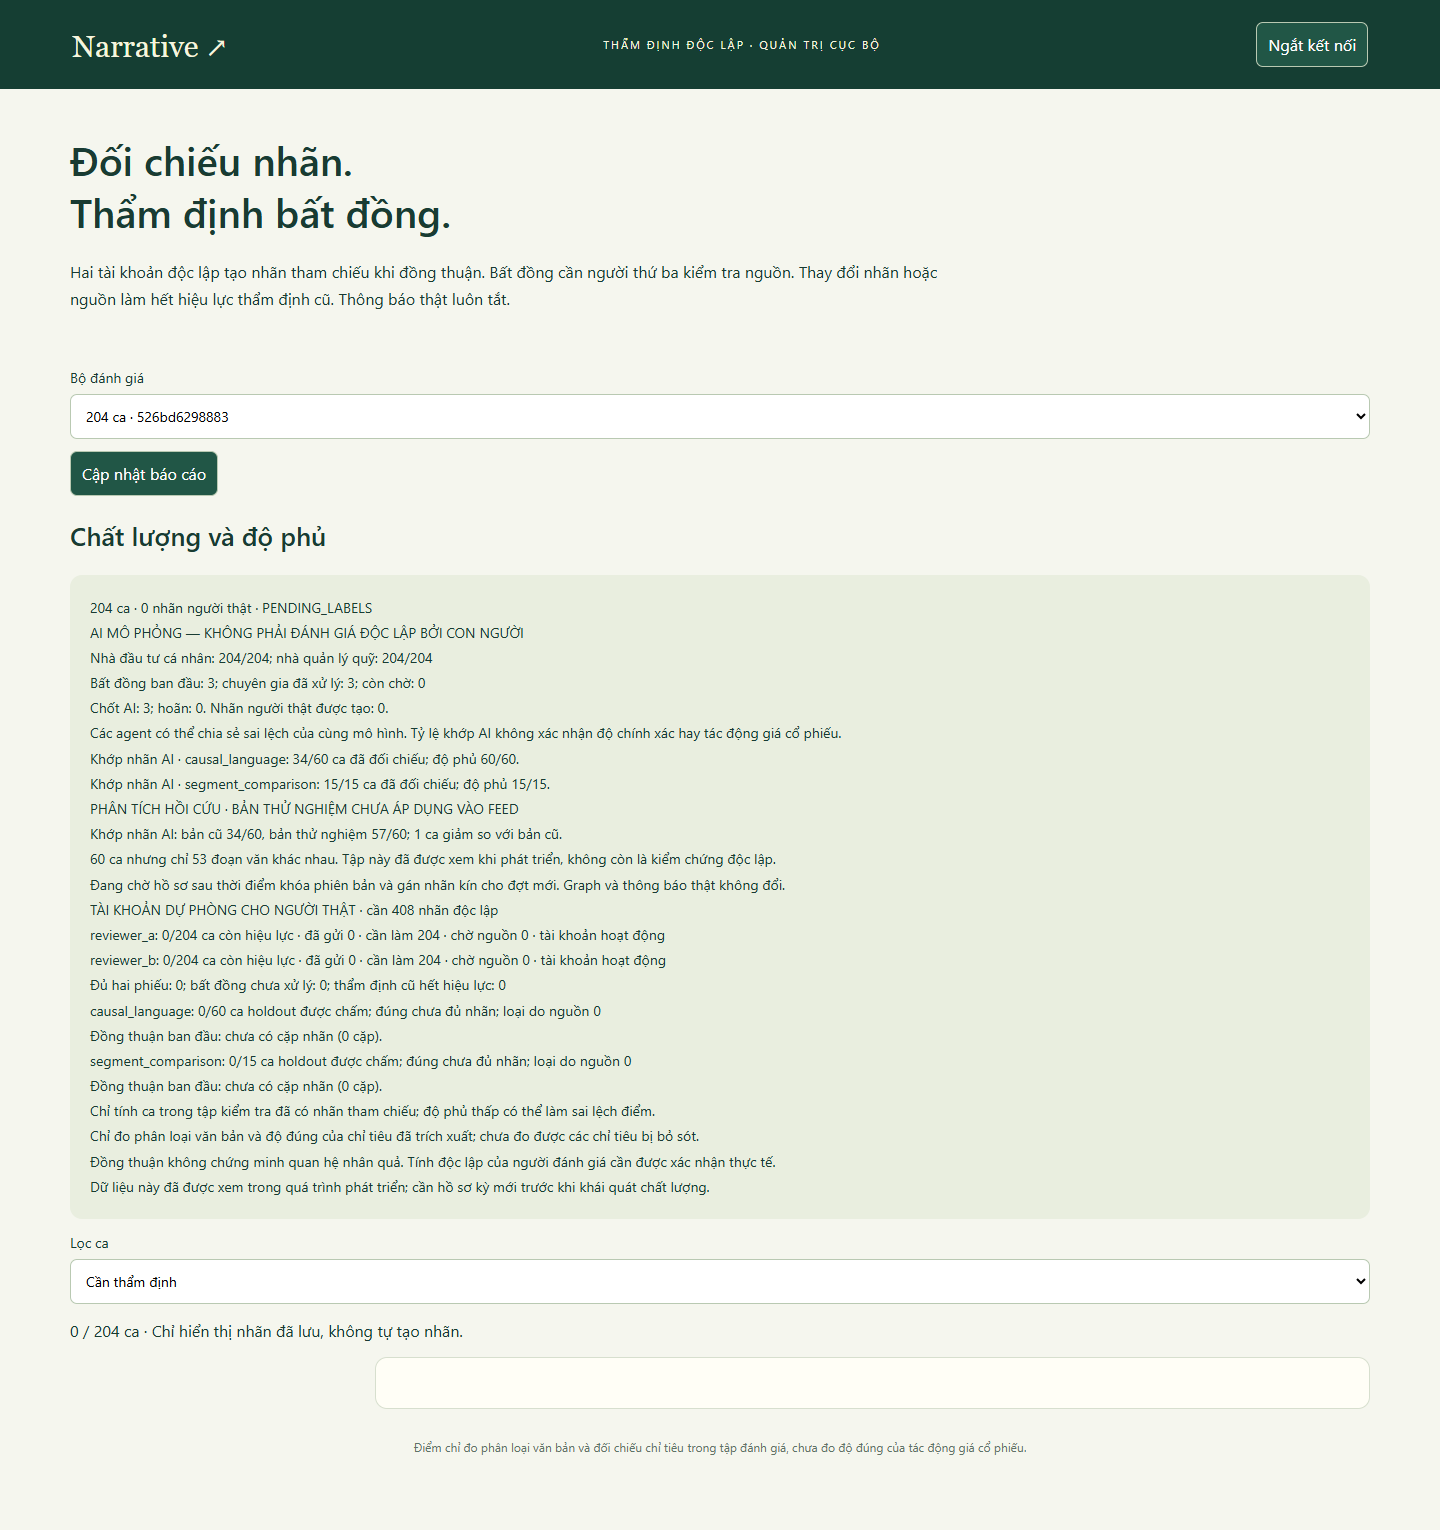 Narrative ↗
THẨM ĐỊNH ĐỘC LẬP · QUẢN TRỊ CỤC BỘ
Ngắt kết nối
Đối chiếu nhãn.
Thẩm định bất đồng.
Hai tài khoản độc lập tạo nhãn tham chiếu khi đồng thuận. Bất đồng cần người thứ ba kiểm tra nguồn. Thay đổi nhãn hoặc
nguồn làm hết hiệu lực thẩm định cũ. Thông báo thật luôn tắt.
Bộ đánh giá
204 ca · 526bd6298883
Cập nhật báo cáo
Chất lượng và độ phủ
204 ca · 0 nhãn người thật · PENDING_LABELS
AI MÔ PHỎNG — KHÔNG PHẢI ĐÁNH GIÁ ĐỘC LẬP BỞI CON NGƯỜI
Nhà đầu tư cá nhân: 204/204; nhà quản lý quỹ: 204/204
Bất đồng ban đầu: 3; chuyên gia đã xử lý: 3; còn chờ: 0
Chốt AI: 3; hoãn: 0. Nhãn người thật được tạo: 0.
Các agent có thể chia sẻ sai lệch của cùng mô hình. Tỷ lệ khớp AI không xác nhận độ chính xác hay tác động giá cổ phiếu.
Khớp nhãn AI · causal_language: 34/60 ca đã đối chiếu; độ phủ 60/60.
Khớp nhãn AI · segment_comparison: 15/15 ca đã đối chiếu; độ phủ 15/15.
PHÂN TÍCH HỒI CỨU · BẢN THỬ NGHIỆM CHƯA ÁP DỤNG VÀO FEED
Khớp nhãn AI: bản cũ 34/60, bản thử nghiệm 57/60; 1 ca giảm so với bản cũ.
60 ca nhưng chỉ 53 đoạn văn khác nhau. Tập này đã được xem khi phát triển, không còn là kiểm chứng độc lập.
Đang chờ hồ sơ sau thời điểm khóa phiên bản và gán nhãn kín cho đợt mới. Graph và thông báo thật không đổi.
TÀI KHOẢN DỰ PHÒNG CHO NGƯỜI THẬT · cần 408 nhãn độc lập
reviewer_a: 0/204 ca còn hiệu lực · đã gửi 0 · cần làm 204 · chờ nguồn 0 · tài khoản hoạt động
reviewer_b: 0/204 ca còn hiệu lực · đã gửi 0 · cần làm 204 · chờ nguồn 0 · tài khoản hoạt động
Đủ hai phiếu: 0; bất đồng chưa xử lý: 0; thẩm định cũ hết hiệu lực: 0
causal_language: 0/60 ca holdout được chấm; đúng chưa đủ nhãn; loại do nguồn 0
Đồng thuận ban đầu: chưa có cặp nhãn (0 cặp).
segment_comparison: 0/15 ca holdout được chấm; đúng chưa đủ nhãn; loại do nguồn 0
Đồng thuận ban đầu: chưa có cặp nhãn (0 cặp).
Chỉ tính ca trong tập kiểm tra đã có nhãn tham chiếu; độ phủ thấp có thể làm sai lệch điểm.
Chỉ đo phân loại văn bản và độ đúng của chỉ tiêu đã trích xuất; chưa đo được các chỉ tiêu bị bỏ sót.
Đồng thuận không chứng minh quan hệ nhân quả. Tính độc lập của người đánh giá cần được xác nhận thực tế.
Dữ liệu này đã được xem trong quá trình phát triển; cần hồ sơ kỳ mới trước khi khái quát chất lượng.
Lọc ca
Cần thẩm định
0 / 204 ca · Chỉ hiển thị nhãn đã lưu, không tự tạo nhãn.
Điểm chỉ đo phân loại văn bản và đối chiếu chỉ tiêu trong tập đánh giá, chưa đo độ đúng của tác động giá cổ phiếu.